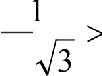 1
— >
√3